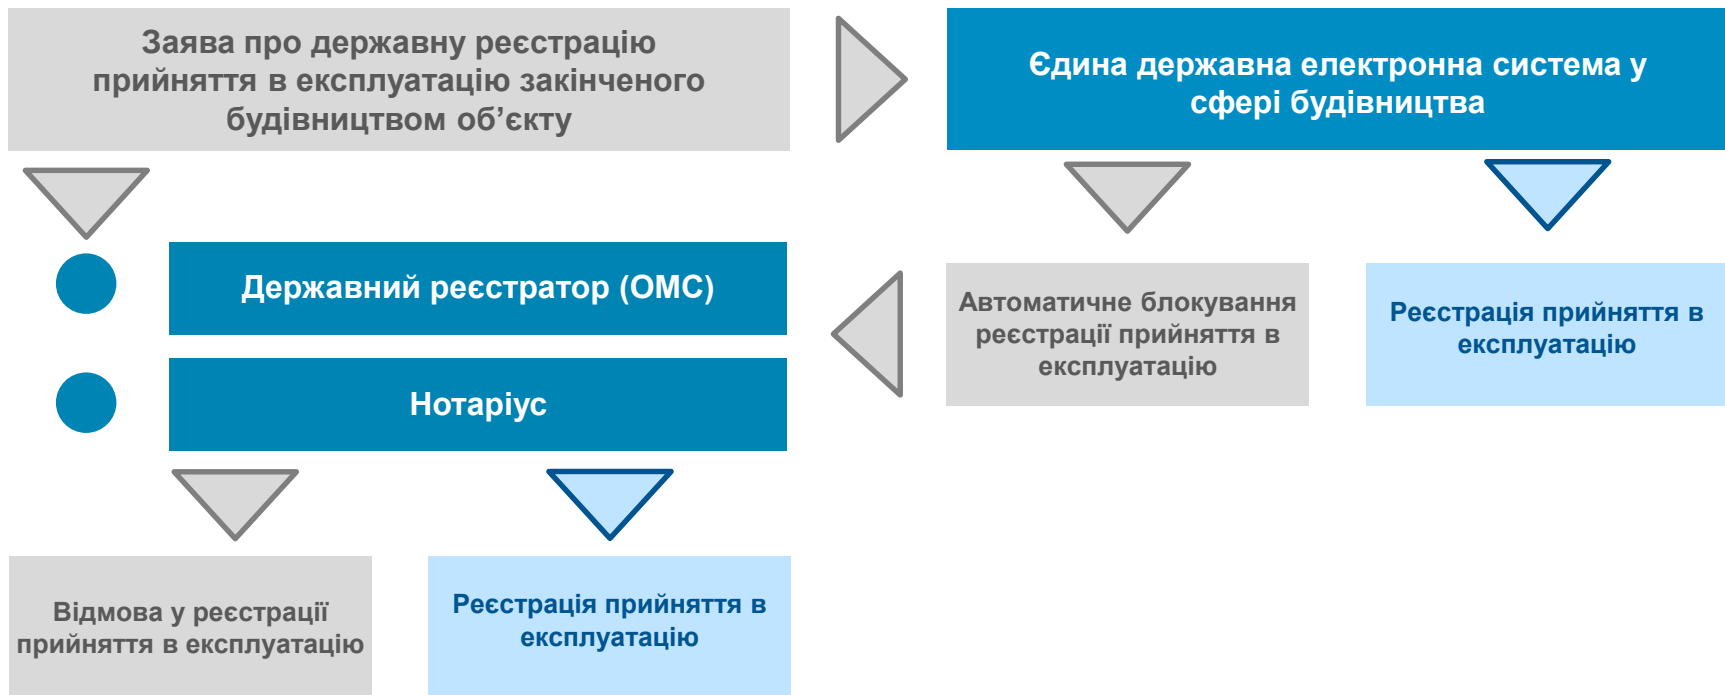 Заява про державну реєстрацію
прийняття в експлуатацію закінченого
будівництвом об’єкту
Єдина державна електронна система у
сфері будівництва
Державний реєстратор (ОМС)
Нотаріус
Автоматичне блокування
реєстрації прийняття в
експлуатацію
Реєстрація прийняття в
експлуатацію
Відмова у реєстрації
прийняття в експлуатацію
Реєстрація прийняття в
експлуатацію